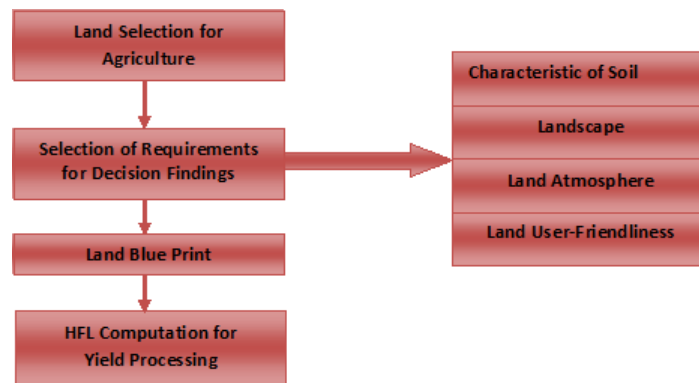 Land Selection for
Agriculture
Selection of Requirements
for Decision Findings
Land Blue Print
HFL Computation for
Yield Processing
Characteristic of Soil
Landscape
Land Atmosphere
Land User-Friendliness